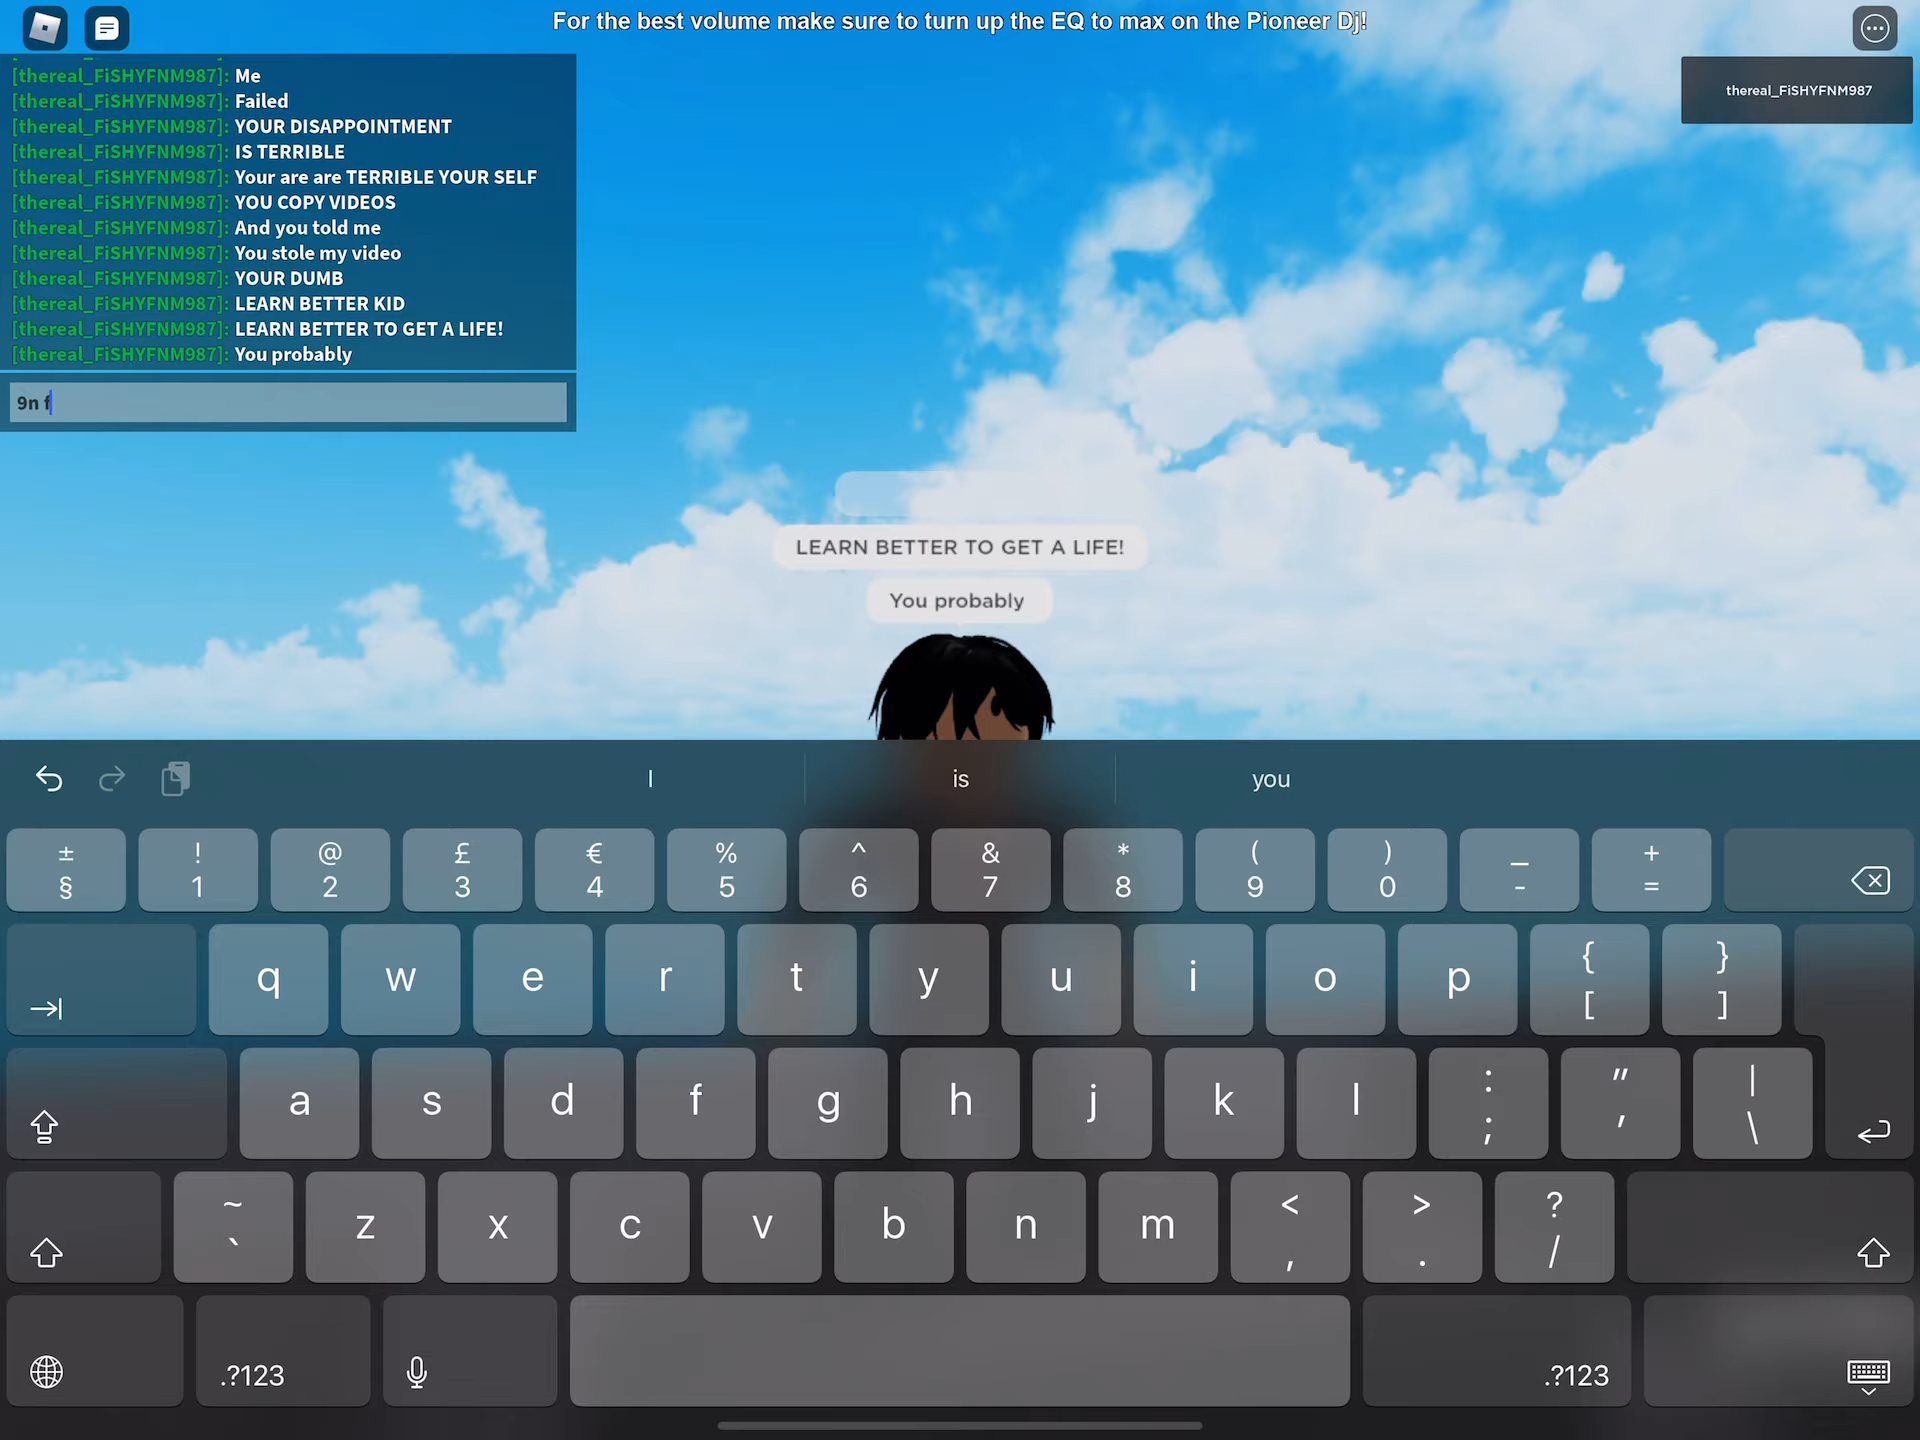 For the best volume make sure to turn up the EQ to max on the Pioneer Dj!
thereal_FiSHYFNM987
[thereal_FiSHYFNM987]: Me
[thereal_FiSHYFNM987]: Failed
[thereal_FiSHYFNM987]: YOUR DISAPPOINTMENT
[thereal_FiSHYFNM987]: IS TERRIBLE
[thereal_FiSHYFNM987]: Your are are TERRIBLE YOUR SELF
[thereal_FiSHYFNM987]: YOU COPY VIDEOS
[thereal_FiSHYFNM987]: And you told me
[thereal_FiSHYFNM987]: You stole my video
[thereal_FiSHYFNM987]: YOUR DUMB
[thereal_FiSHYFNM987]: LEARN BETTER KID
[thereal_FiSHYFNM987]: LEARN BETTER TO GET A LIFE!
[thereal_FiSHYFNM987]: You probably
9n f
LEARN BETTER TO GET A LIFE!
You probably
I is you
± ! @ £ € % ^ & * ( ) _ +
§ 1 2 3 4 5 6 7 8 9 0 - =
q w e r t y u i o p { }
[ ]
a s d f g h j k l : " |
; ' \
~ z x c v b n m < > ?
` , . /
.?123 .?123